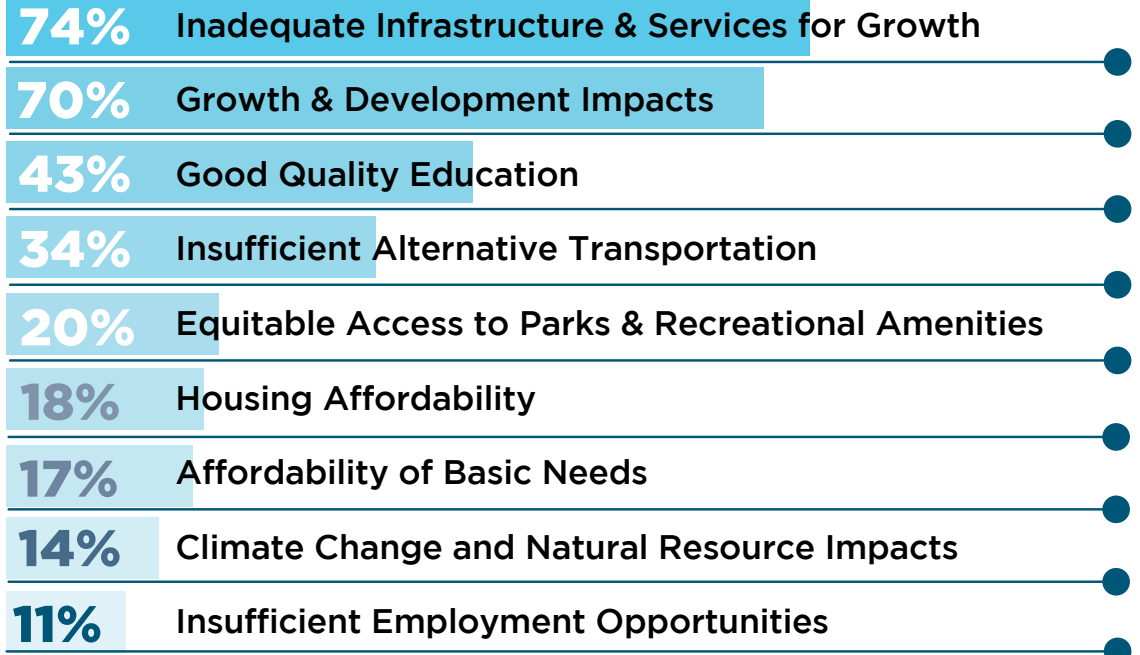 74% Inadequate Infrastructure & Services for Growth
70% Growth & Development Impacts
43% Good Quality Education
34% Insufficient Alternative Transportation
20% Equitable Access to Parks & Recreational Amenities
18% Housing Affordability
17% Affordability of Basic Needs
14% Climate Change and Natural Resource Impacts
11% Insufficient Employment Opportunities